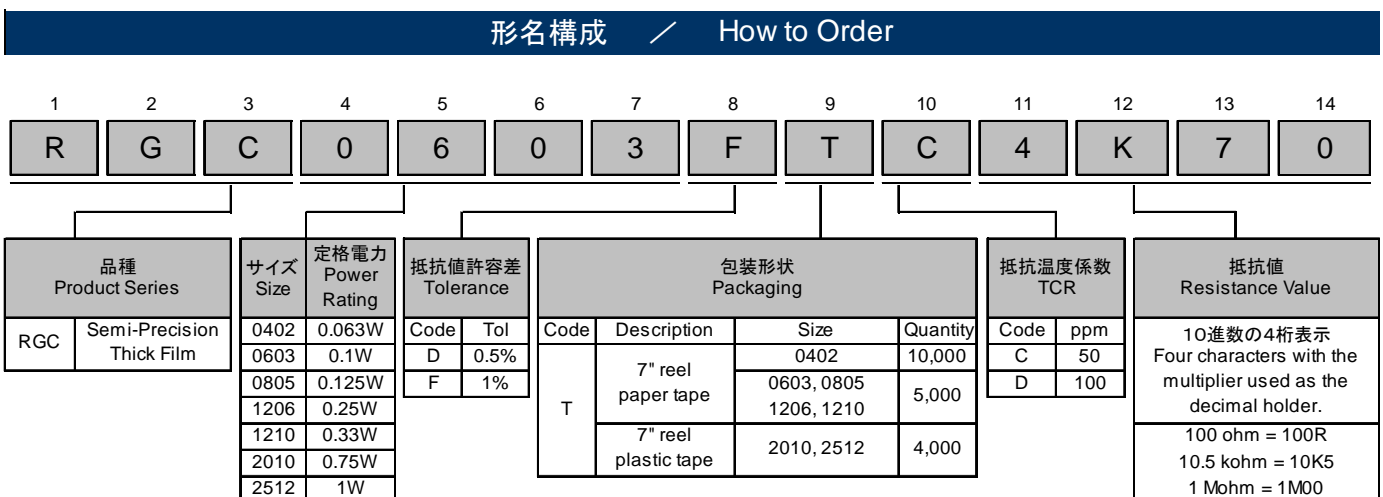 形名構成 ／ How to Order
1 2 3 4 5 6 7 8 9 10 11 12 13 14
R G C 0 6 0 3 F T C 4 K 7 0
品種
Product Series
RGC
Semi-Precision
Thick Film
サイズ
Size
定格電力
Power
Rating
0402 0.063W
0603 0.1W
0805 0.125W
1206 0.25W
1210 0.33W
2010 0.75W
2512 1W
抵抗値許容差
Tolerance
Code Tol
D 0.5%
F 1%
包装形状
Packaging
Code Description Size Quantity
T
7" reel
paper tape
0402 10,000
0603, 0805
1206, 1210
5,000
7" reel
plastic tape
2010, 2512 4,000
抵抗温度係数
TCR
Code ppm
C 50
D 100
抵抗値
Resistance Value
10進数の4桁表示
Four characters with the
multiplier used as the
decimal holder.
100 ohm = 100R
10.5 kohm = 10K5
1 Mohm = 1M00